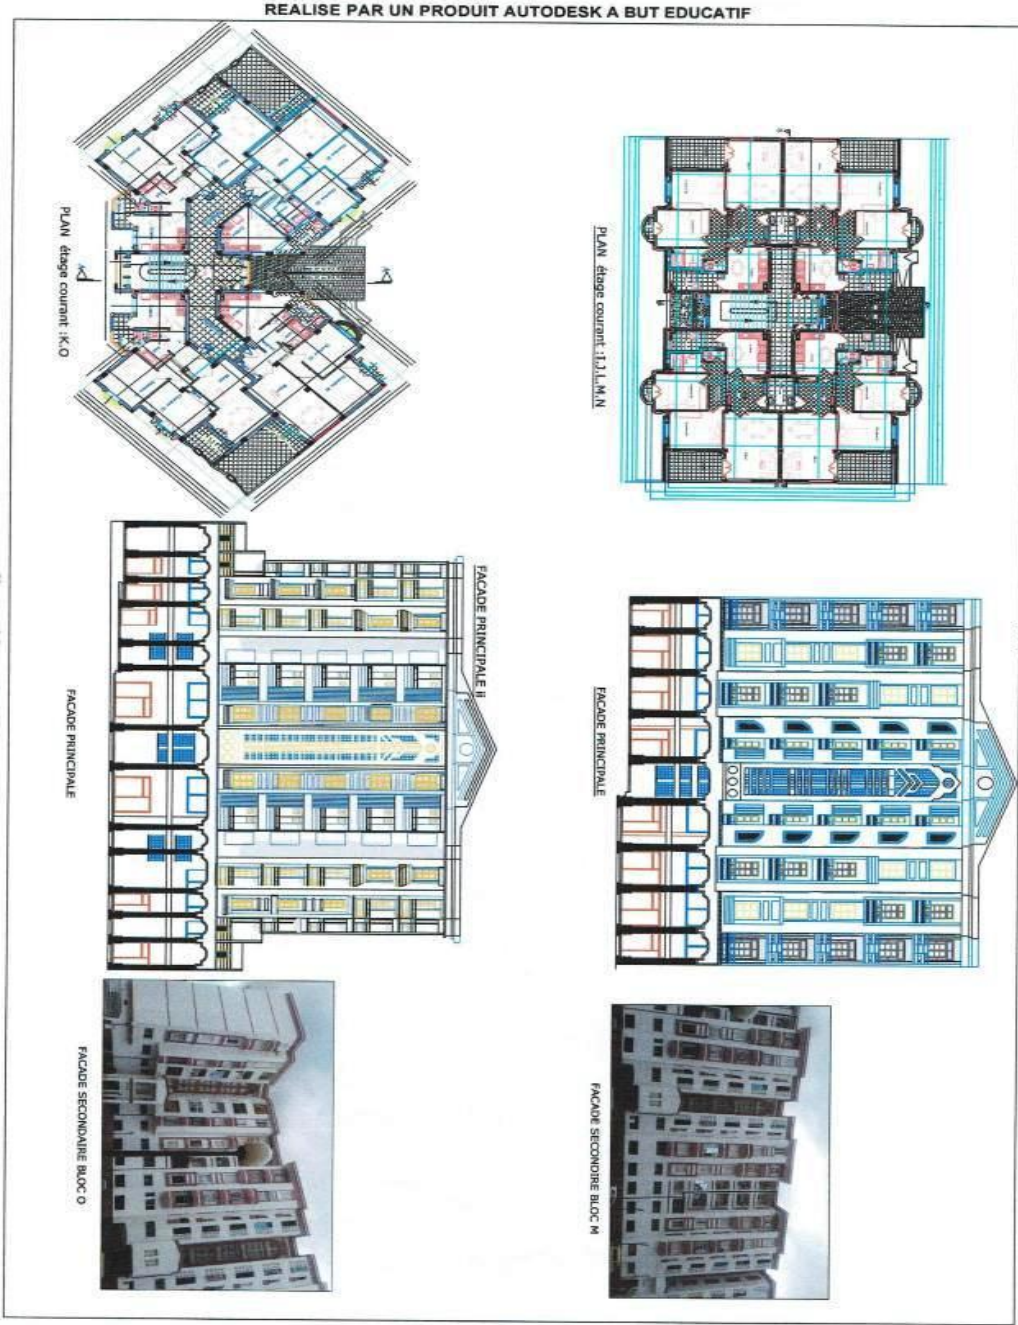 REALISE PAR UN PRODUIT AUTODESK A BUT EDUCATIF
PLAN étage courant :K.O
PLAN étage courant :I.J.L.M.N
FACADE PRINCIPALE ii
FACADE PRINCIPALE
FACADE PRINCIPALE
FACADE SECONDAIRE BLOC O
FACADE SECONDIRE BLOC M